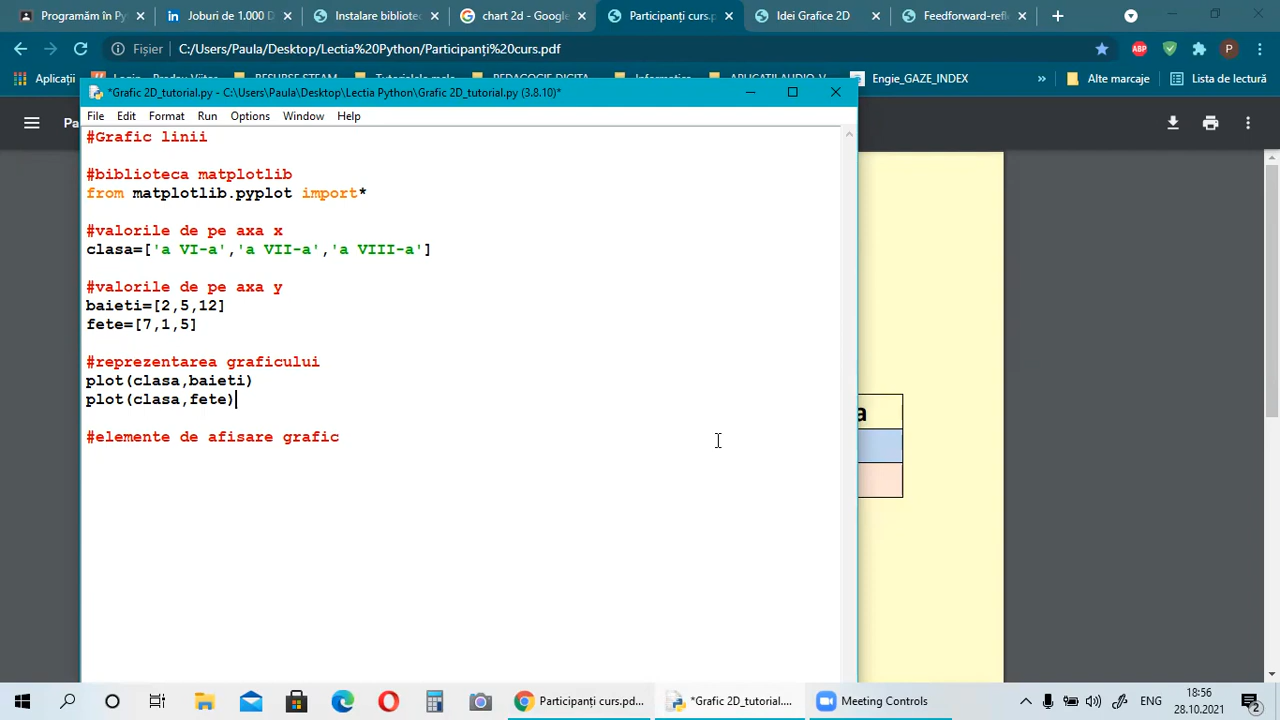 Programăm în Py
Joburi de 1.000 D
Instalare bibliotec
chart 2d - Google
Participanți curs.p
Idei Grafice 2D
Feedforward-refl
Fișier
C:/Users/Paula/Desktop/Lectia%20Python/Participanți%20curs.pdf
ABP
P
Aplicații
Engie_GAZE_INDEX
»
Alte marcaje
Lista de lectură
*Grafic 2D_tutorial.py - C:\Users\Paula\Desktop\Lectia Python\Grafic 2D_tutorial.py (3.8.10)*
Pa
File Edit Format Run Options Window Help
#Grafic linii
#biblioteca matplotlib
from matplotlib.pyplot import*
#valorile de pe axa x
clasa=['a VI-a','a VII-a','a VIII-a']
#valorile de pe axa y
baieti=[2,5,12]
fete=[7,1,5]
#reprezentarea graficului
plot(clasa,baieti)
plot(clasa,fete)
a
#elemente de afisare grafic
Participanți curs.pd...
*Grafic 2D_tutorial....
Meeting Controls
ENG
18:56
28.10.2021
2